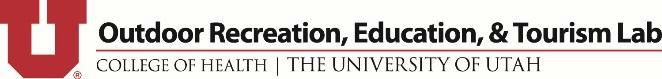 U®
Outdoor Recreation, Education, & Tourism Lab
COLLEGE OF HEALTH | THE UNIVERSITY OF UTAH